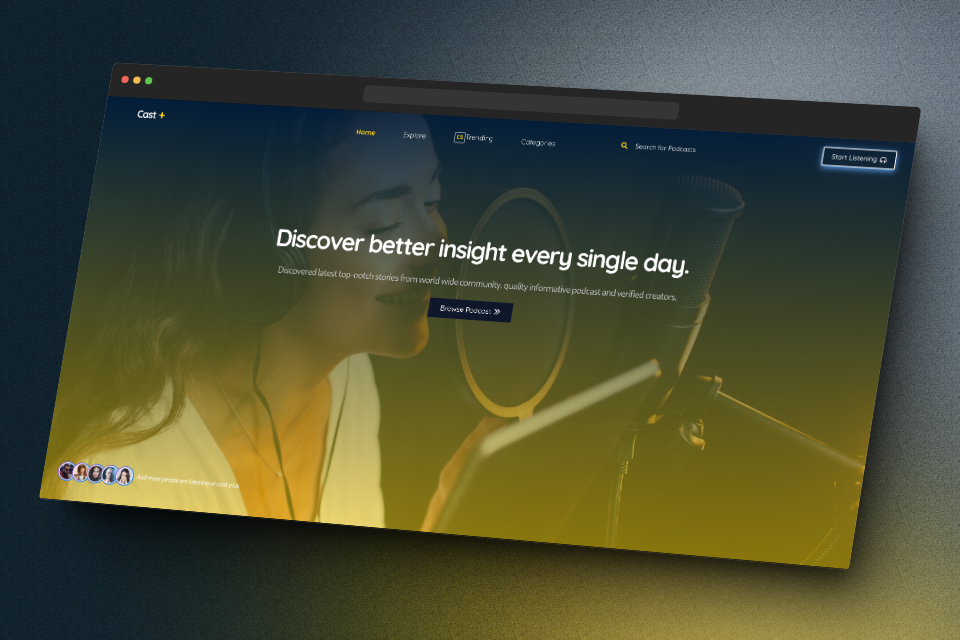 Cast +
Home
Explore
Trending
Categories
Search for Podcasts
Start Listening
Discover better insight every single day.
Discovered latest top-notch stories from world wide community. quality informative podcast and verified creators.
Browse Podcast
And more people are listening on cast plus